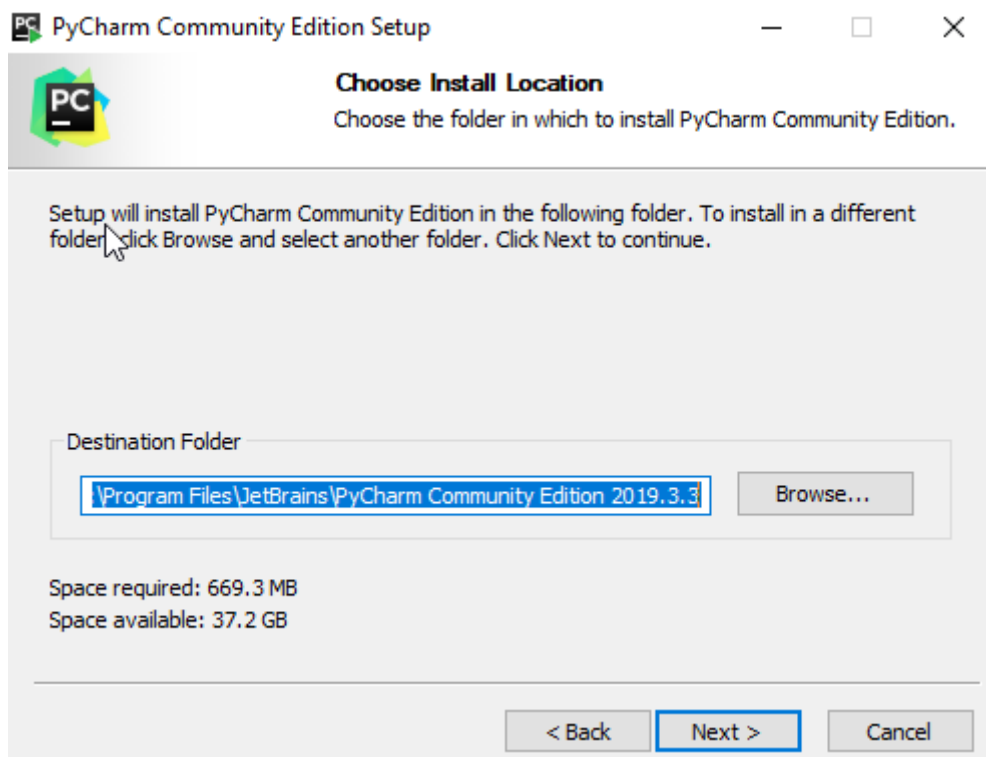 PC PyCharm Community Edition Setup
PC
Choose Install Location
Choose the folder in which to install PyCharm Community Edition.
Setup will install PyCharm Community Edition in the following folder. To install in a different
folder, click Browse and select another folder. Click Next to continue.
Destination Folder
:\Program Files\JetBrains\PyCharm Community Edition 2019.3.3
Browse...
Space required: 669.3 MB
Space available: 37.2 GB
< Back
Next >
Cancel